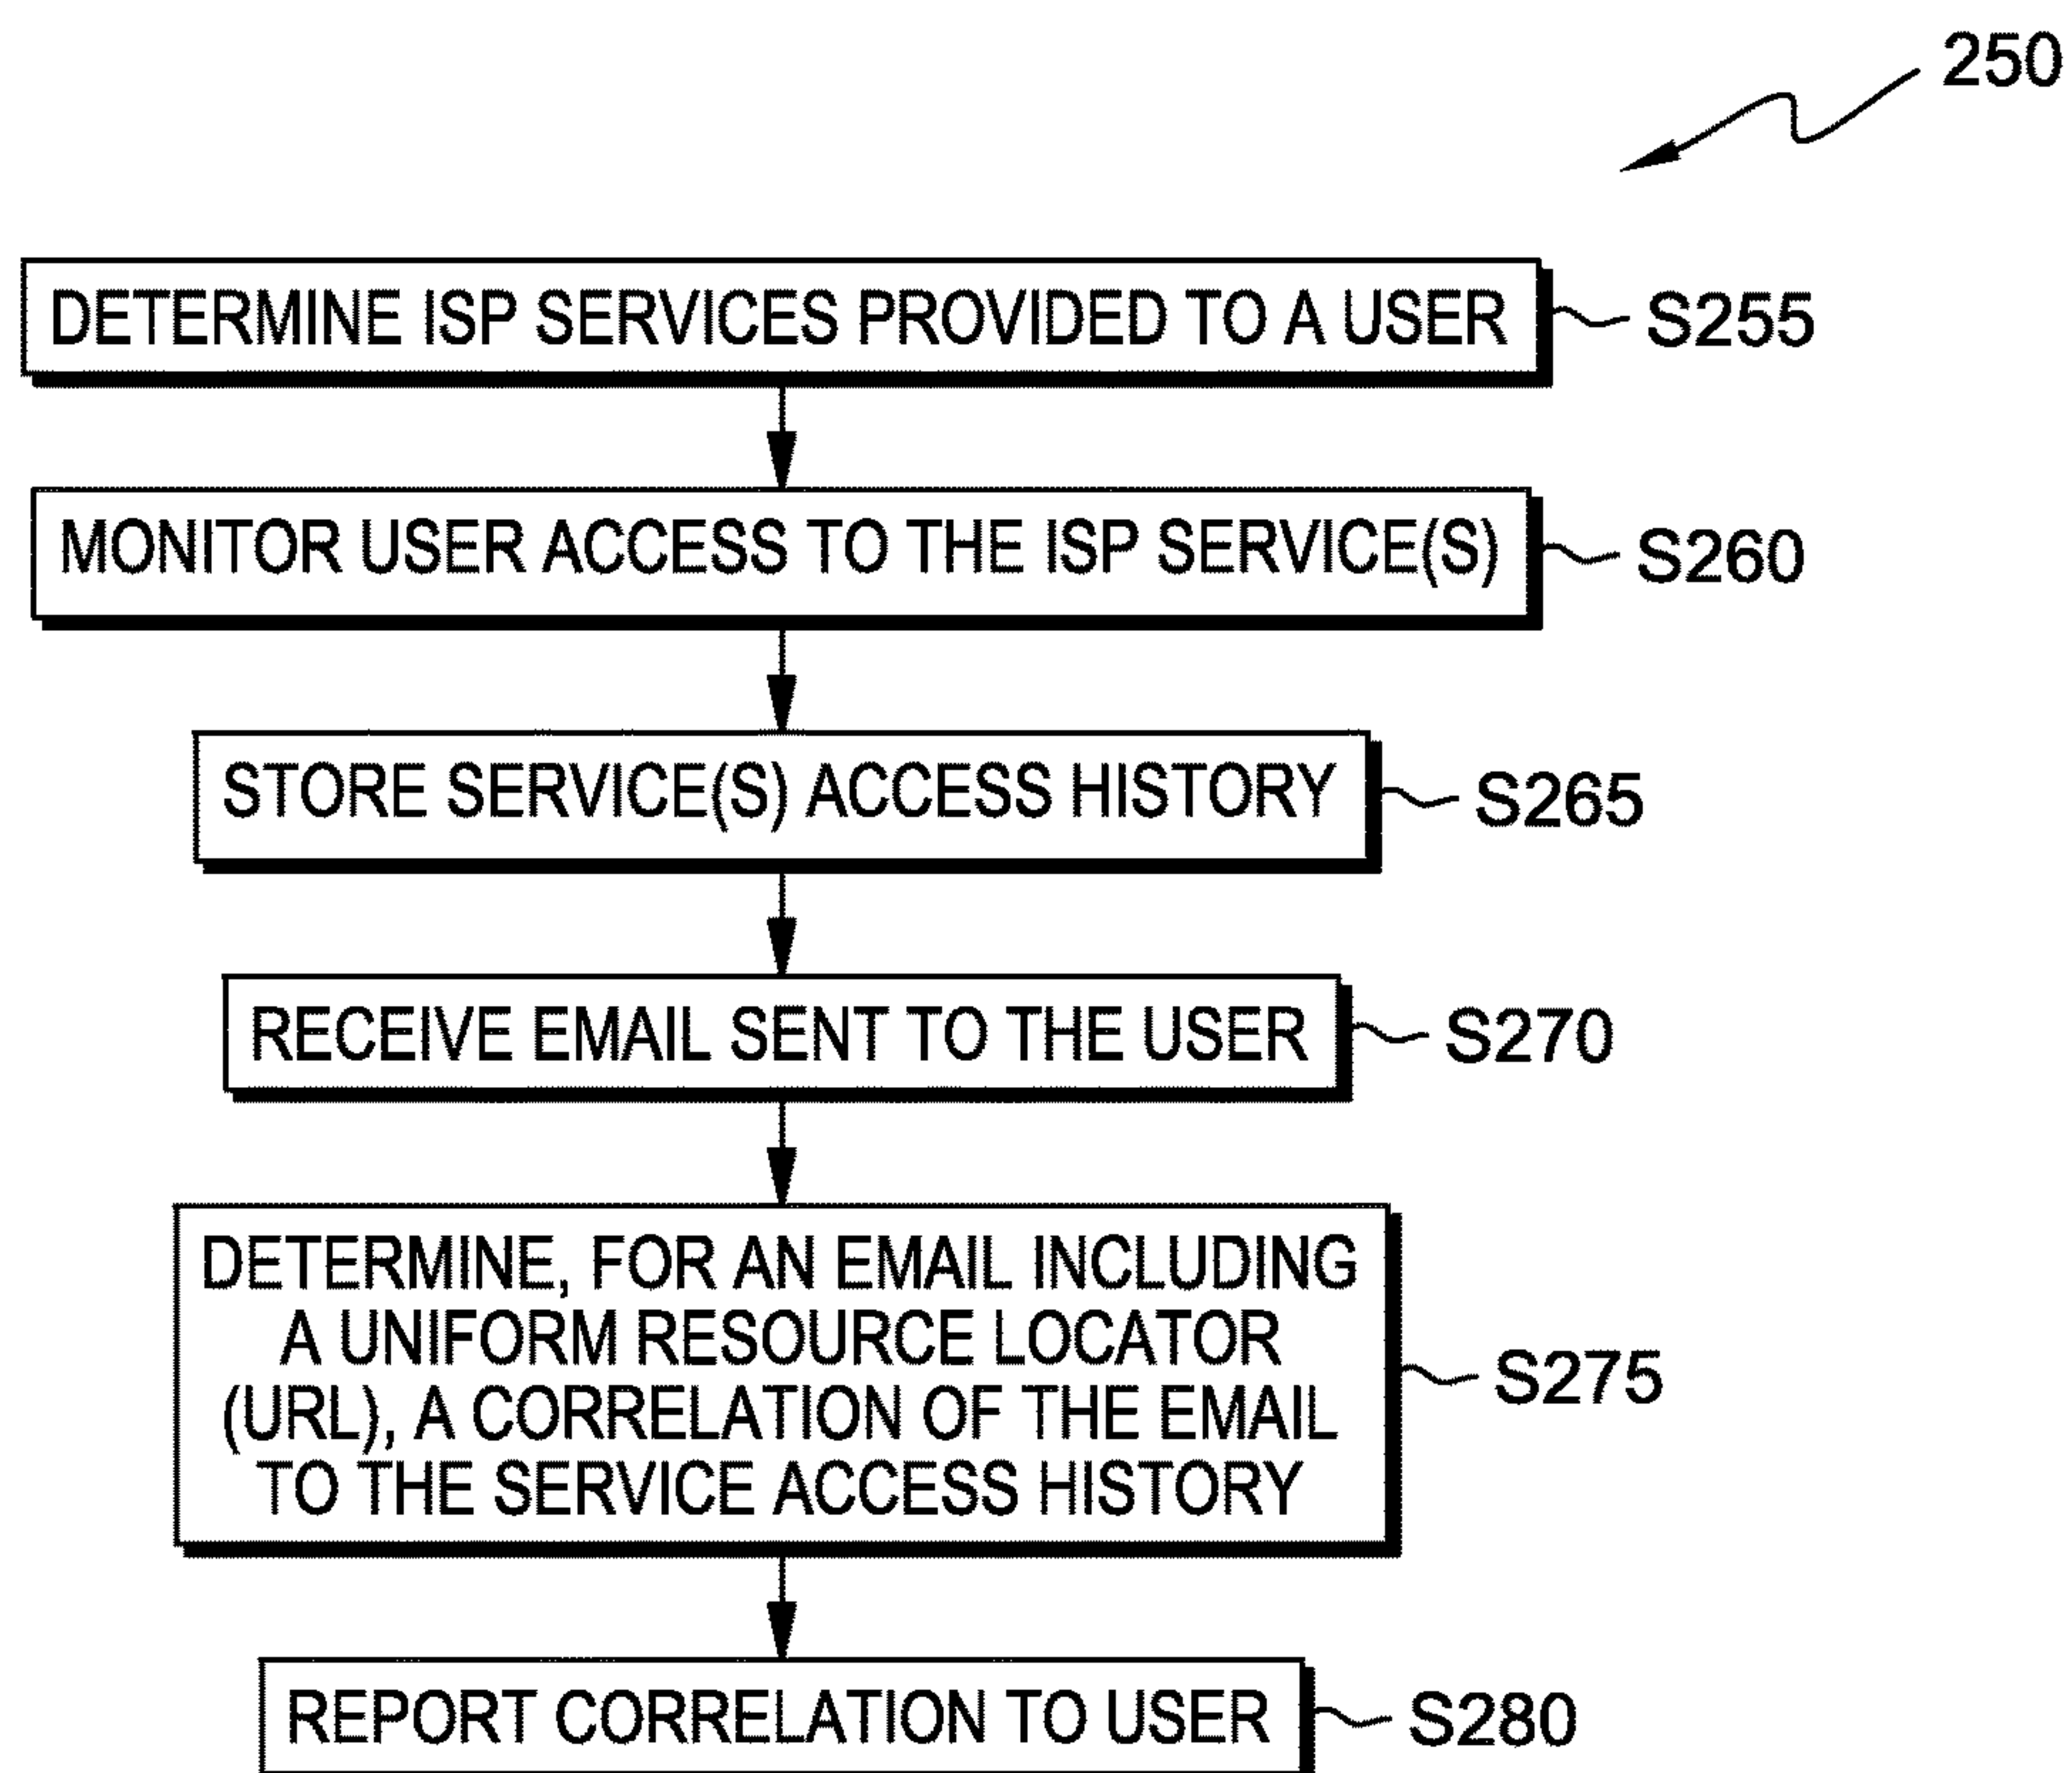 250
DETERMINE ISP SERVICES PROVIDED TO A USER
S255
MONITOR USER ACCESS TO THE ISP SERVICE(S)
S260
STORE SERVICE(S) ACCESS HISTORY
S265
RECEIVE EMAIL SENT TO THE USER
S270
DETERMINE, FOR AN EMAIL INCLUDING
A UNIFORM RESOURCE LOCATOR
(URL), A CORRELATION OF THE EMAIL
TO THE SERVICE ACCESS HISTORY
S275
REPORT CORRELATION TO USER
S280